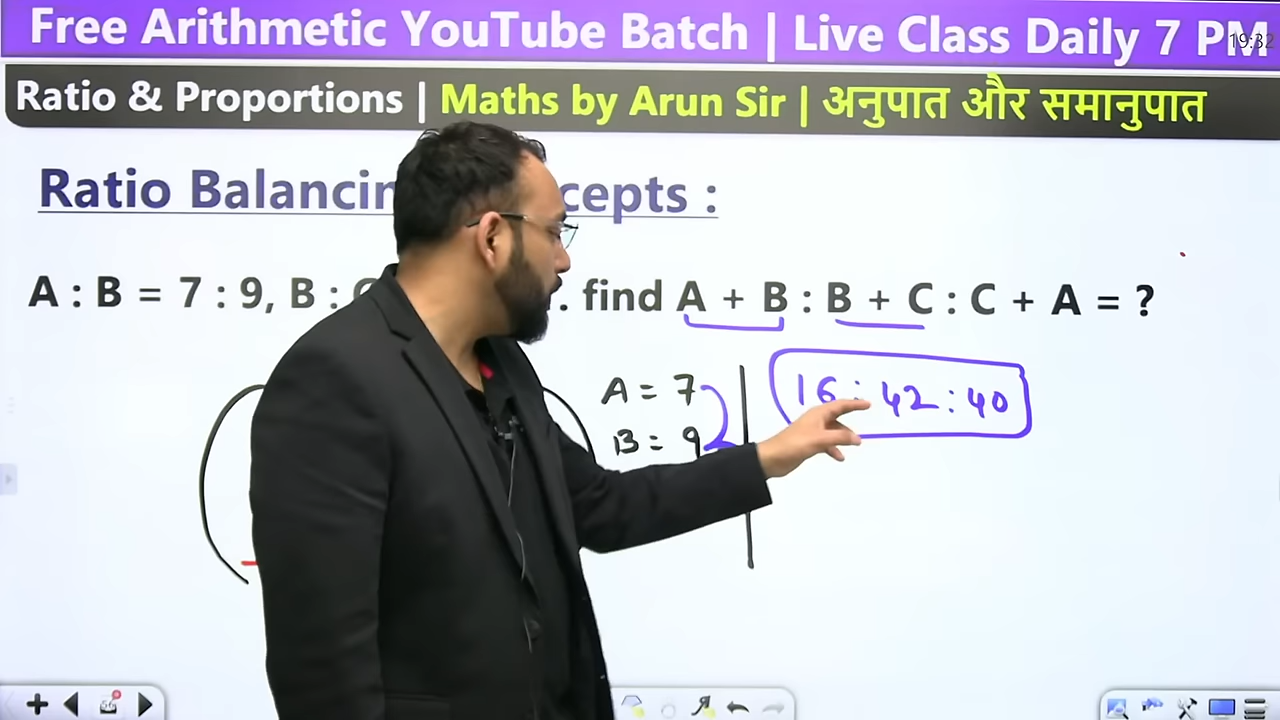 Free Arithmetic YouTube Batch | Live Class Daily 7 PM
19:32
Ratio & Proportions | Maths by Arun Sir | अनुपात और समानुपात
Ratio Balancin cepts :
A : B = 7 : 9, B : find A + B : B + C : C + A = ?
A = 7
B = 9
16 : 42 : 40